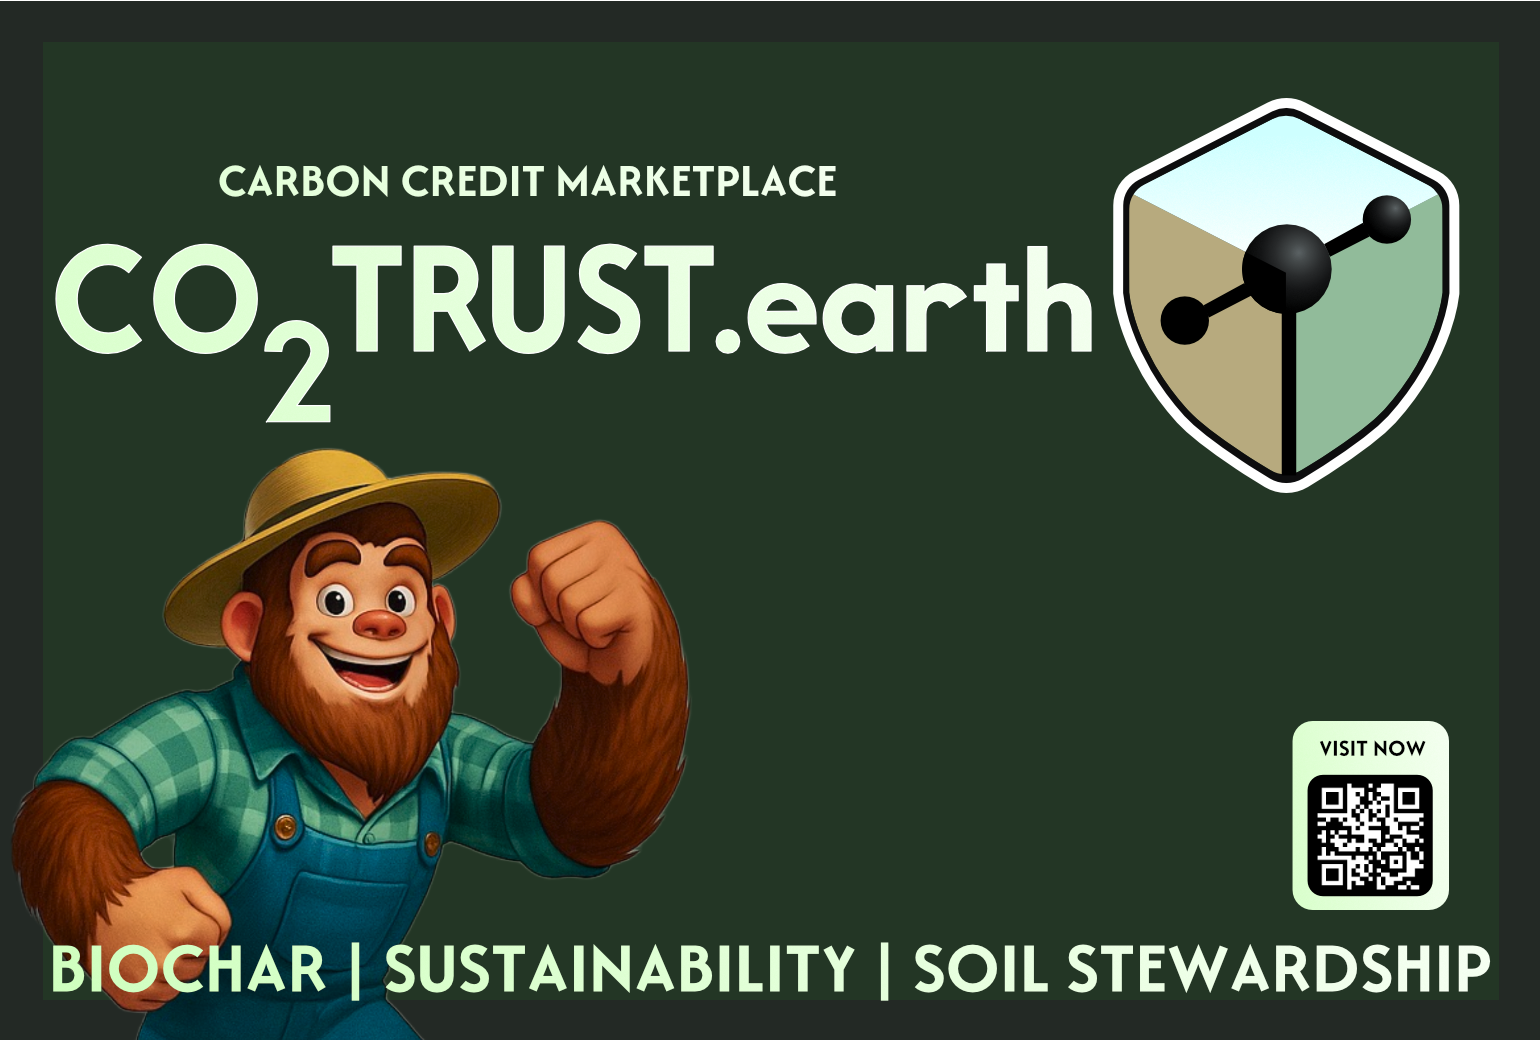 CARBON CREDIT MARKETPLACE
CO₂TRUST.earth
VISIT NOW
BIOCHAR | SUSTAINABILITY | SOIL STEWARDSHIP